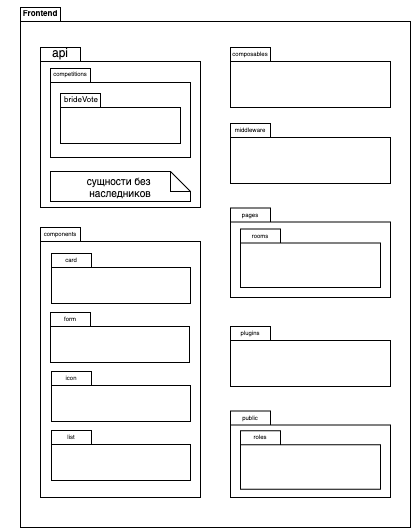 Frontend
api
competitions
brideVote
сущности без
наследников
components
card
form
icon
list
composables
middleware
pages
rooms
plugins
public
roles